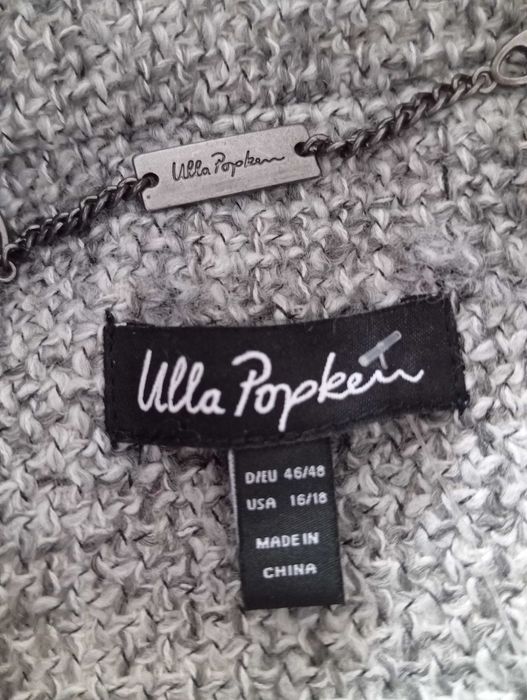 Ulla Popken
Ulla Popken
D/EU 46/48
USA 16/18
MADE IN
CHINA